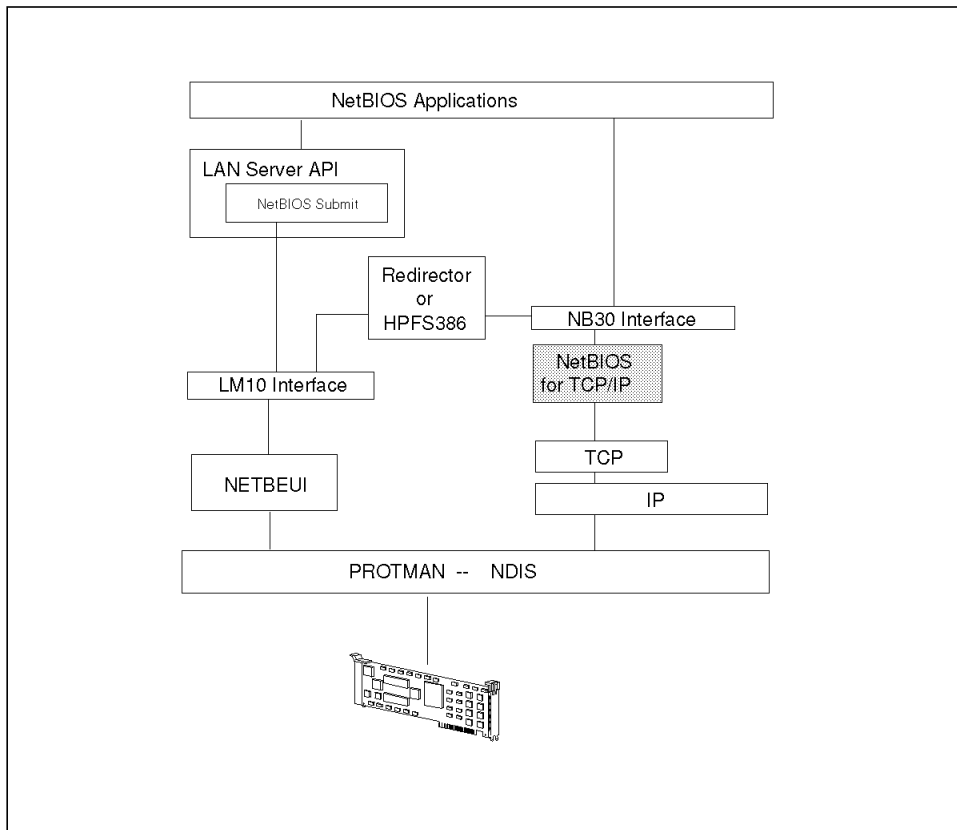 NetBIOS Applications
LAN Server API
NetBIOS Submit
Redirector
or
HPFS386
NB30 Interface
NetBIOS
for TCP/IP
LM10 Interface
TCP
NETBEUI
IP
PROTMAN -- NDIS